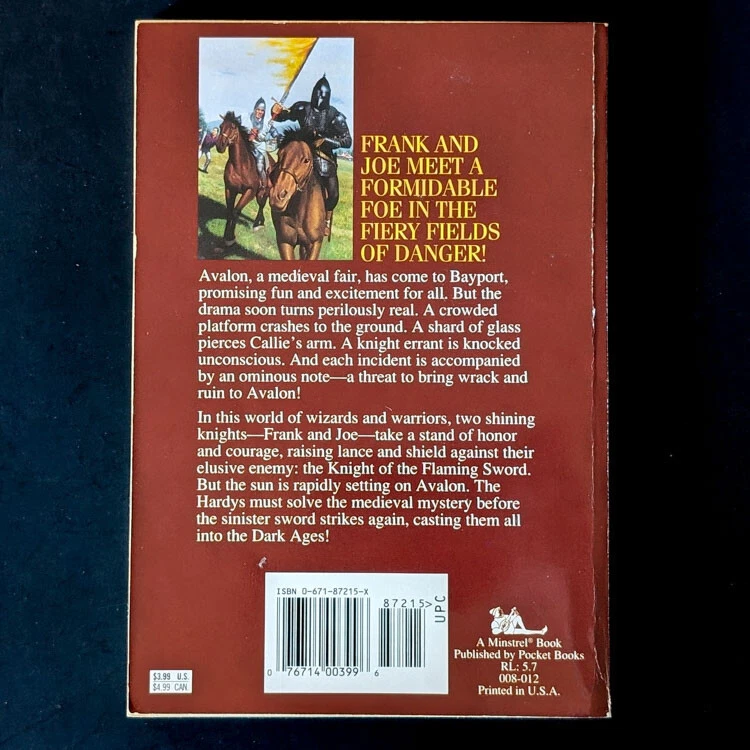 FRANK AND
JOE MEET A
FORMIDABLE
FOE IN THE
FIERY FIELDS
OF DANGER!
Avalon, a medieval fair, has come to Bayport,
promising fun and excitement for all. But the
drama soon turns perilously real. A crowded
platform crashes to the ground. A shard of glass
pierces Callie's arm. A knight errant is knocked
unconscious. And each incident is accompanied
by an ominous note—a threat to bring wrack and
ruin to Avalon!
In this world of wizards and warriors, two shining
knights—Frank and Joe—take a stand of honor
and courage, raising lance and shield against their
elusive enemy: the Knight of the Flaming Sword.
But the sun is rapidly setting on Avalon. The
Hardys must solve the medieval mystery before
the sinister sword strikes again, casting them all
into the Dark Ages!
ISBN 0-671-87215-X
87215>
UPC
0 76714 00399 6
$3.99 U.S.
$4.99 CAN.
A Minstrel® Book
Published by Pocket Books
RL: 5.7
008-012
Printed in U.S.A.